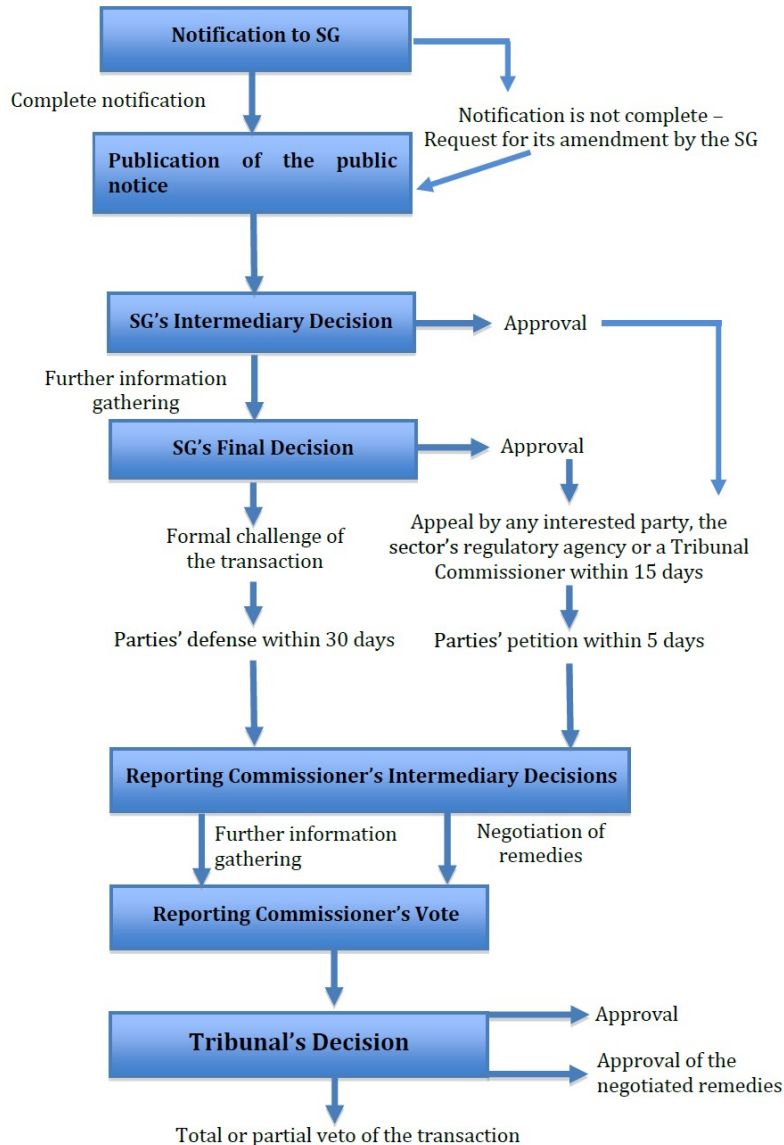 Notification to SG
Complete notification
Notification is not complete –
Request for its amendment by the SG
Publication of the public
notice
SG's Intermediary Decision
Approval
Further information
gathering
SG's Final Decision
Approval
Formal challenge of
the transaction
Appeal by any interested party, the
sector's regulatory agency or a Tribunal
Commissioner within 15 days
Parties' defense within 30 days
Parties' petition within 5 days
Reporting Commissioner's Intermediary Decisions
Further information
gathering
Negotiation of
remedies
Reporting Commissioner's Vote
Tribunal's Decision
Approval
Approval of the
negotiated remedies
Total or partial veto of the transaction